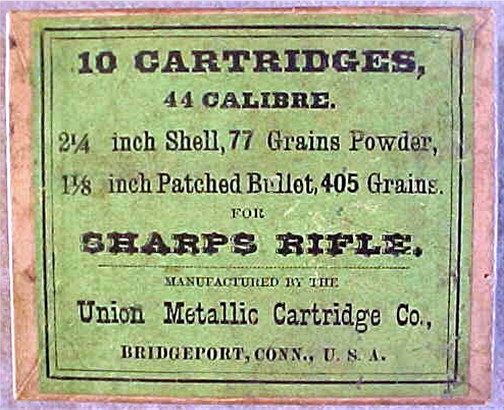 10 CARTRIDGES,
44 CALIBRE.
2¼ inch Shell, 77 Grains Powder,
1⅛ inch Patched Bullet, 405 Grains.
FOR
SHARPS RIFLE.
MANUFACTURED BY THE
Union Metallic Cartridge Co.,
BRIDGEPORT, CONN., U. S. A.